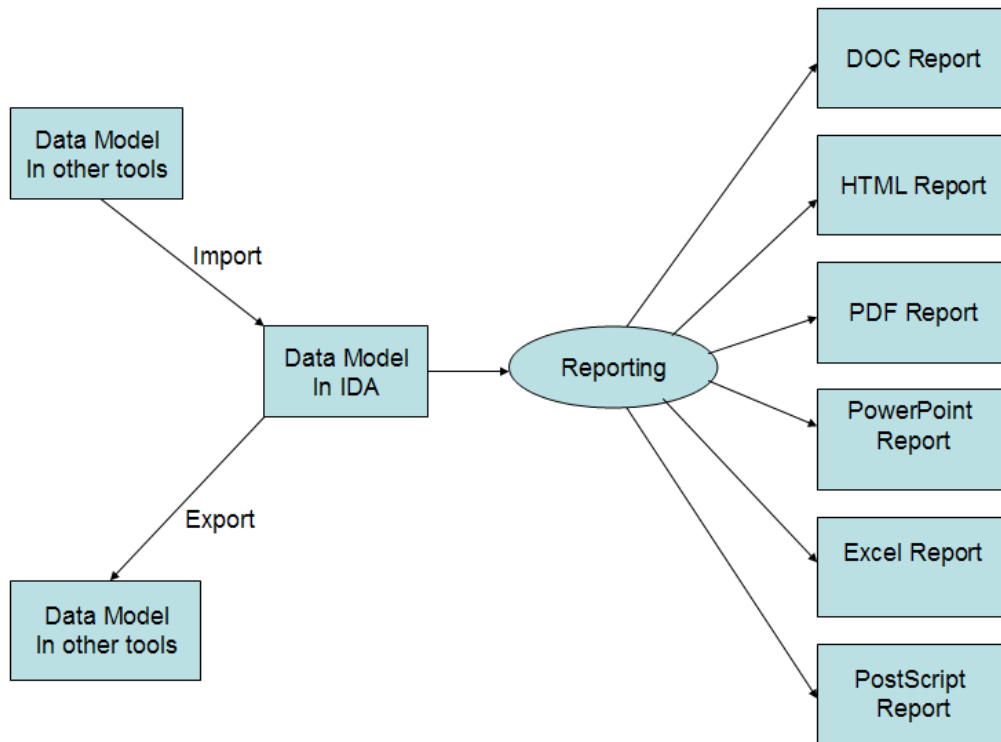 Data Model
In other tools
Import
Data Model
In IDA
Export
Data Model
In other tools
Reporting
DOC Report
HTML Report
PDF Report
PowerPoint
Report
Excel Report
PostScript
Report